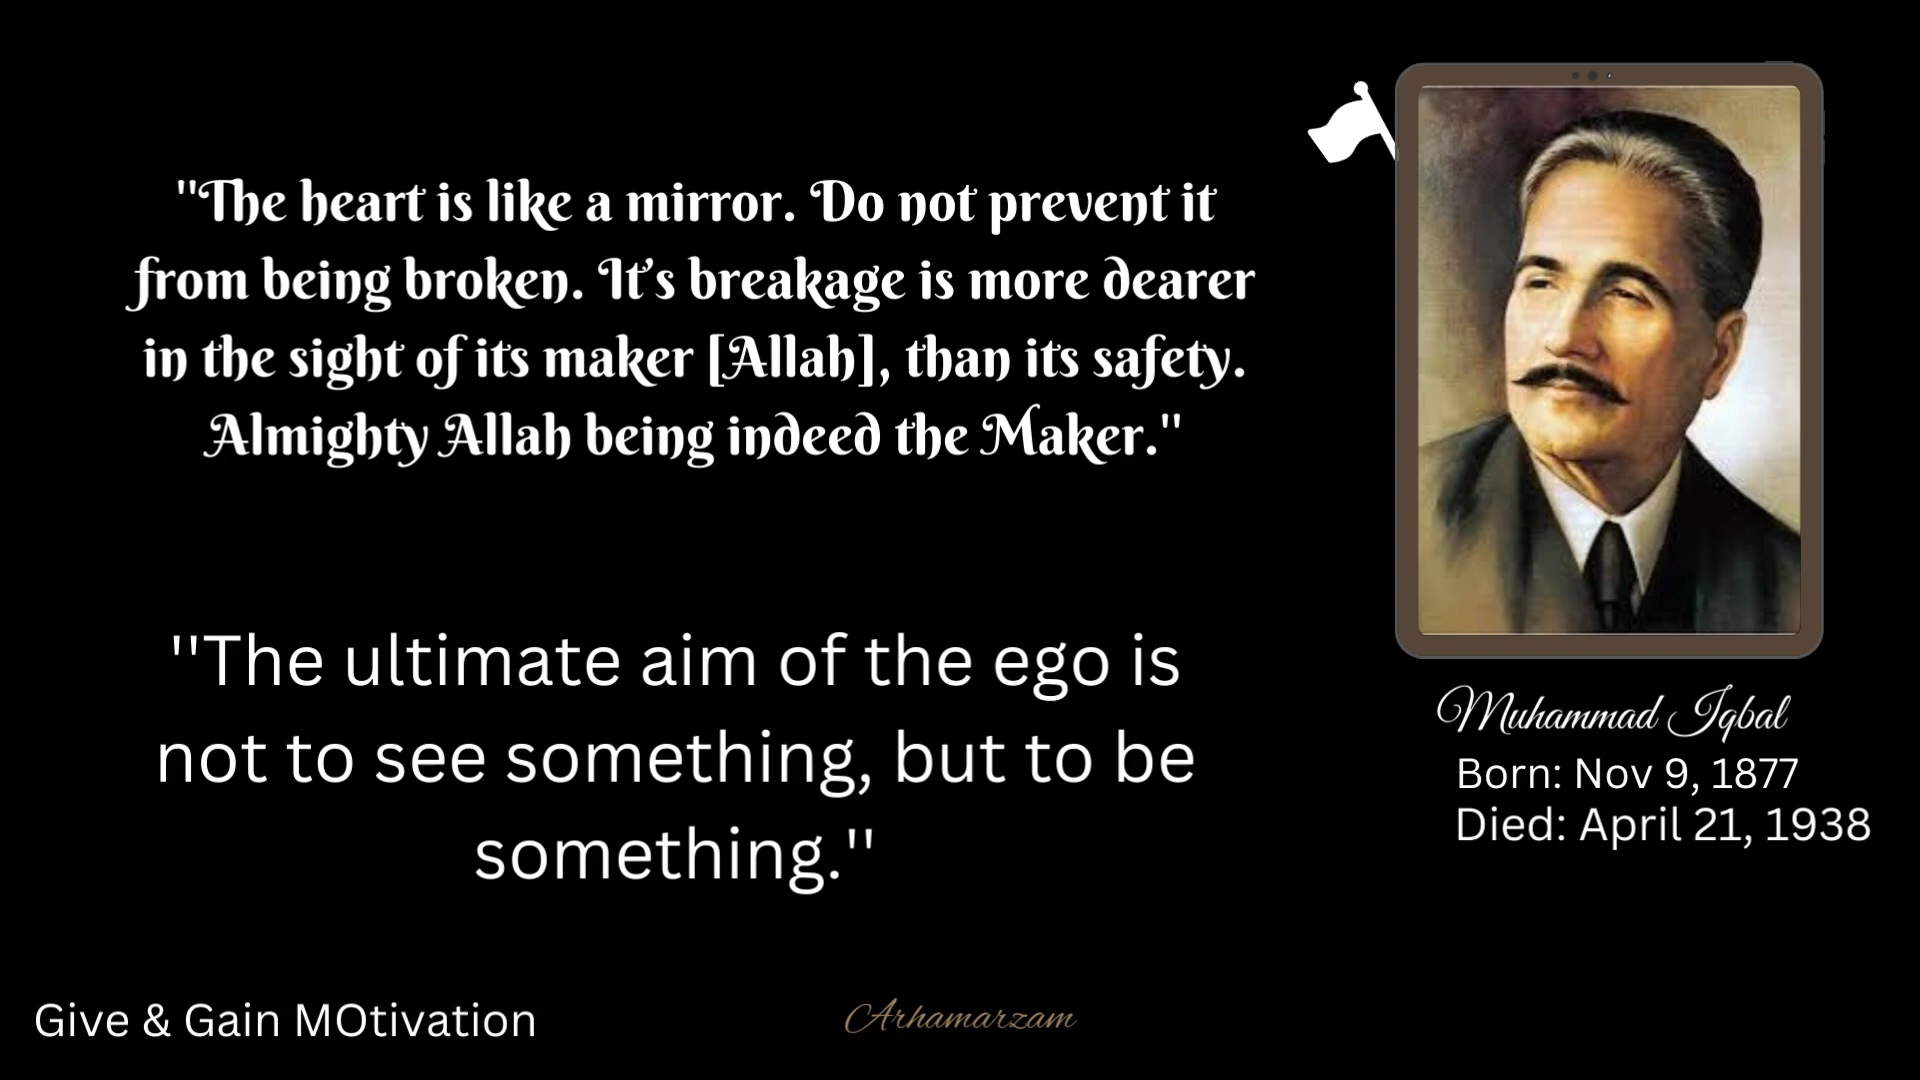 "The heart is like a mirror. Do not prevent it
from being broken. It's breakage is more dearer
in the sight of its maker [Allah], than its safety.
Almighty Allah being indeed the Maker."
"The ultimate aim of the ego is
not to see something, but to be
something."
Muhammad Iqbal
Born: Nov 9, 1877
Died: April 21, 1938
Give & Gain MOtivation
Arhamarzam